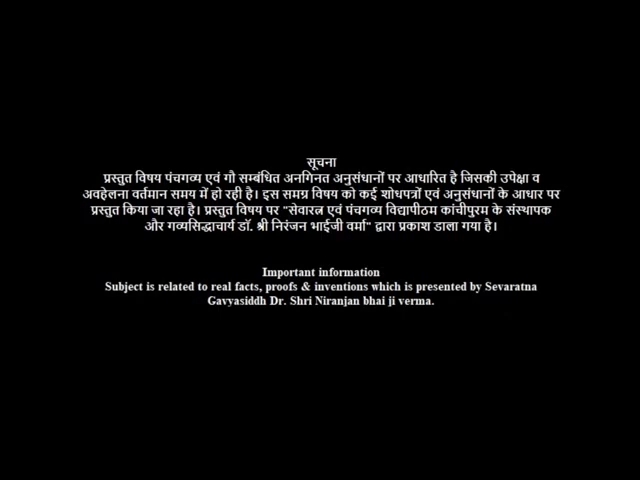 सूचना
प्रस्तुत विषय पंचगव्य एवं गौ सम्बंधित अनगिनत अनुसंधानों पर आधारित है जिसकी उपेक्षा व
अवहेलना वर्तमान समय में हो रही है। इस समग्र विषय को कई शोधपत्रों एवं अनुसंधानों के आधार पर
प्रस्तुत किया जा रहा है। प्रस्तुत विषय पर "सेवारत्न एवं पंचगव्य विद्यापीठम कांचीपुरम के संस्थापक
और गव्यसिद्धाचार्य डॉ. श्री निरंजन भाईजी वर्मा" द्वारा प्रकाश डाला गया है।
Important information
Subject is related to real facts, proofs & inventions which is presented by Sevaratna
Gavyasiddh Dr. Shri Niranjan bhai ji verma.